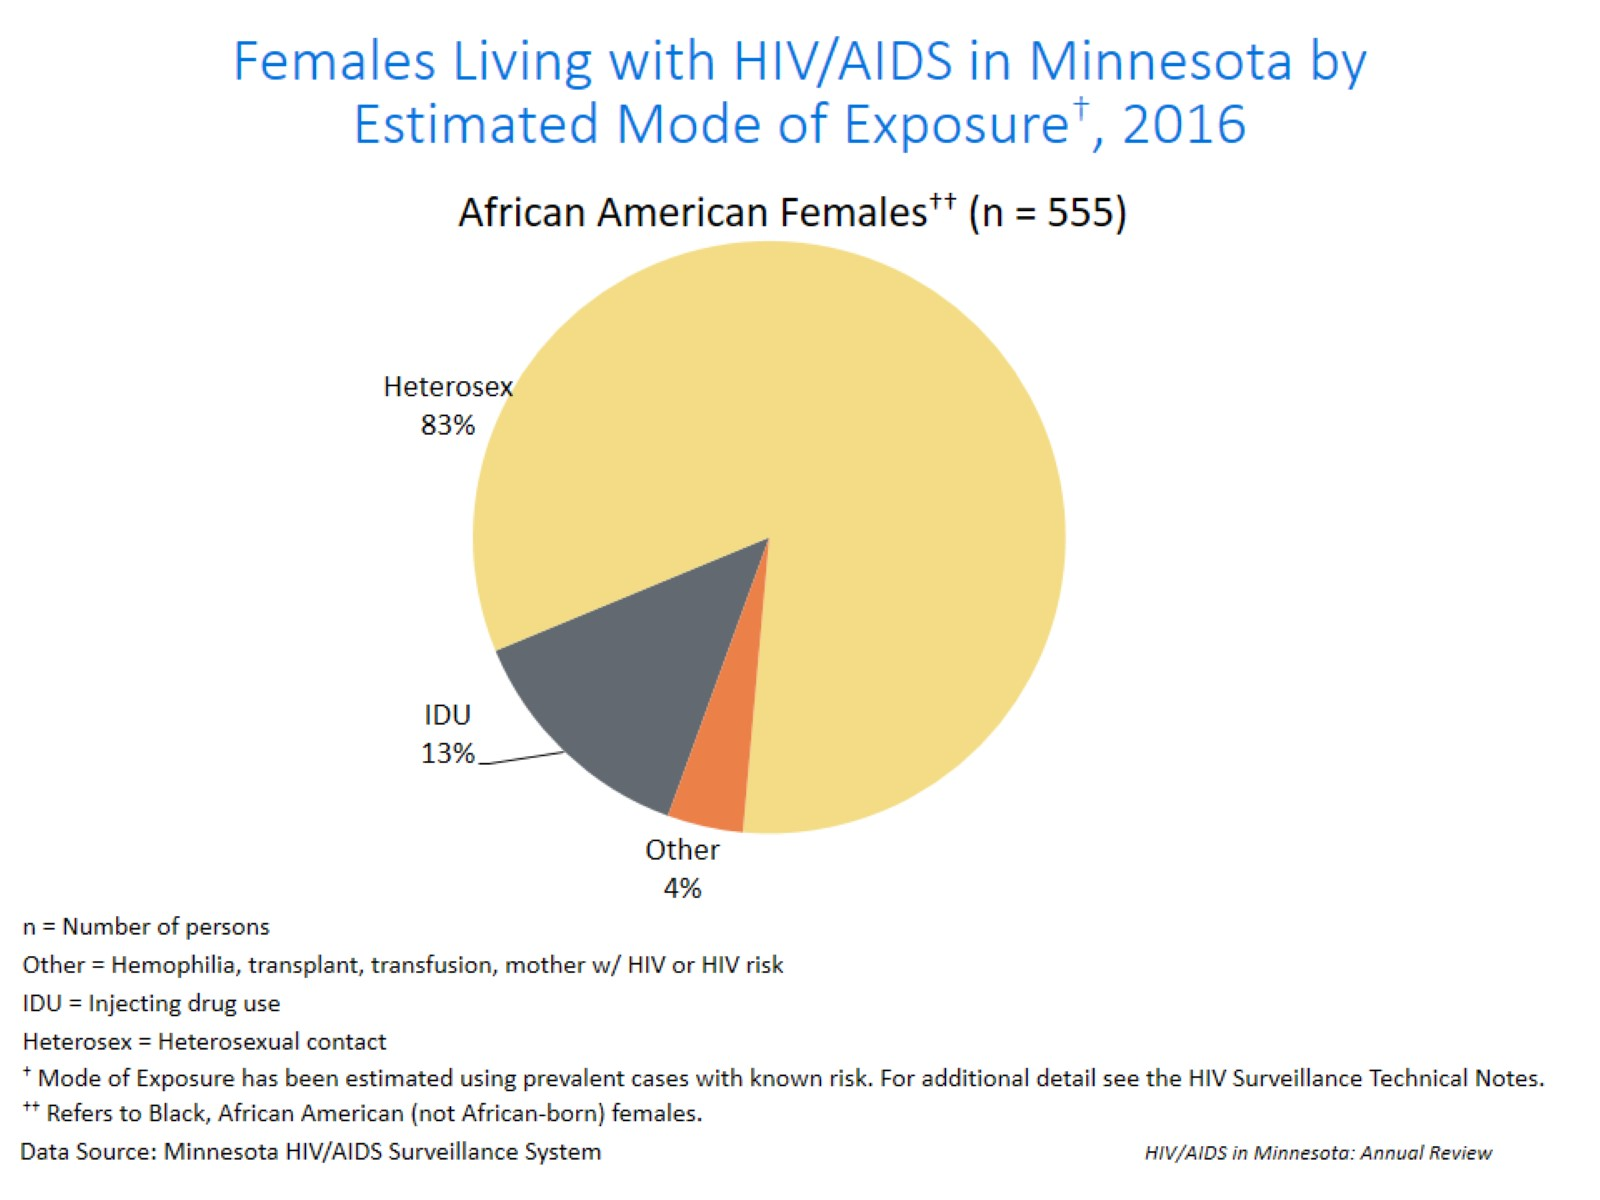 Females Living with HIV/AIDS in Minnesota by
Estimated Mode of Exposure†, 2016
African American Females†† (n = 555)
Heterosex
83%
IDU
13%
Other
4%
n = Number of persons
Other = Hemophilia, transplant, transfusion, mother w/ HIV or HIV risk
IDU = Injecting drug use
Heterosex = Heterosexual contact
† Mode of Exposure has been estimated using prevalent cases with known risk. For additional detail see the HIV Surveillance Technical Notes.
†† Refers to Black, African American (not African-born) females.
Data Source: Minnesota HIV/AIDS Surveillance System
HIV/AIDS in Minnesota: Annual Review